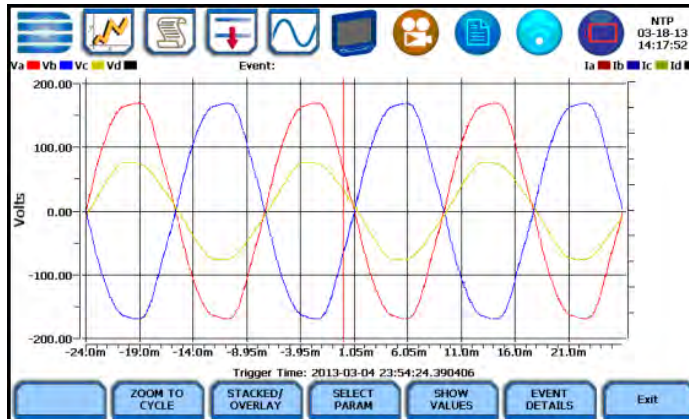 NTP
03-18-13
14:17:52
Va Vb Vc Vd
Event:
Ia Ib Ic Id
200.00
100.00
0.00
-100.00
-200.00
Volts
-24.0m -19.0m -14.0m -8.95m -3.95m 1.05m 6.05m 11.0m 16.0m 21.0m
Trigger Time: 2013-03-04 23:54:24.390406
ZOOM TO CYCLE
STACKED/ OVERLAY
SELECT PARAM
SHOW VALUES
EVENT DETAILS
Exit